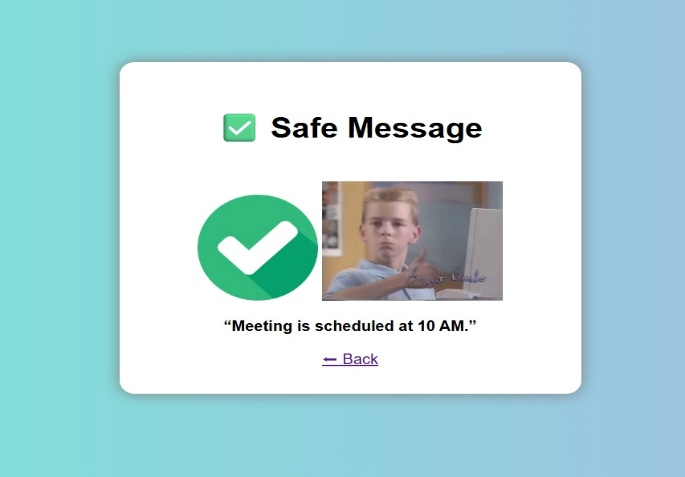 ✅ Safe Message
“Meeting is scheduled at 10 AM.”
← Back